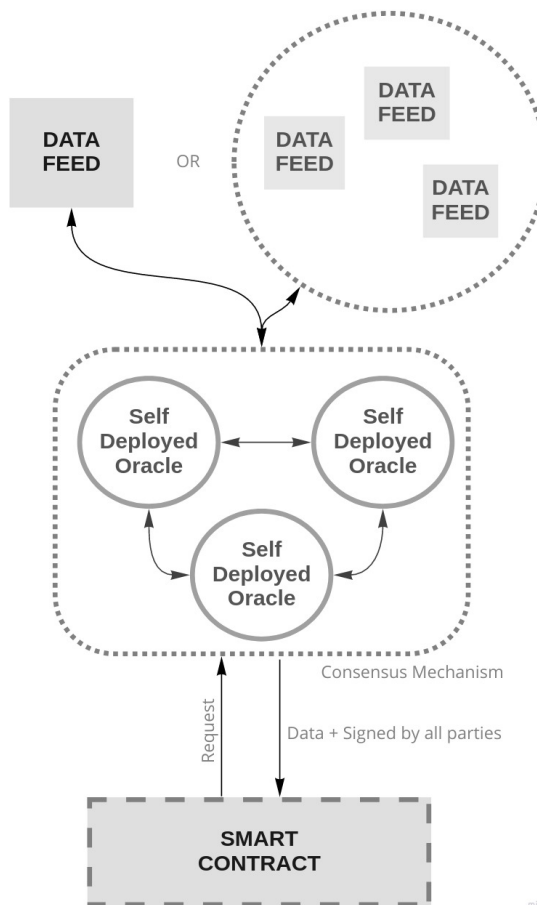 DATA
FEED
OR
DATA
FEED
DATA
FEED
DATA
FEED
Self
Deployed
Oracle
Self
Deployed
Oracle
Self
Deployed
Oracle
Consensus Mechanism
Request
Data + Signed by all parties
SMART
CONTRACT